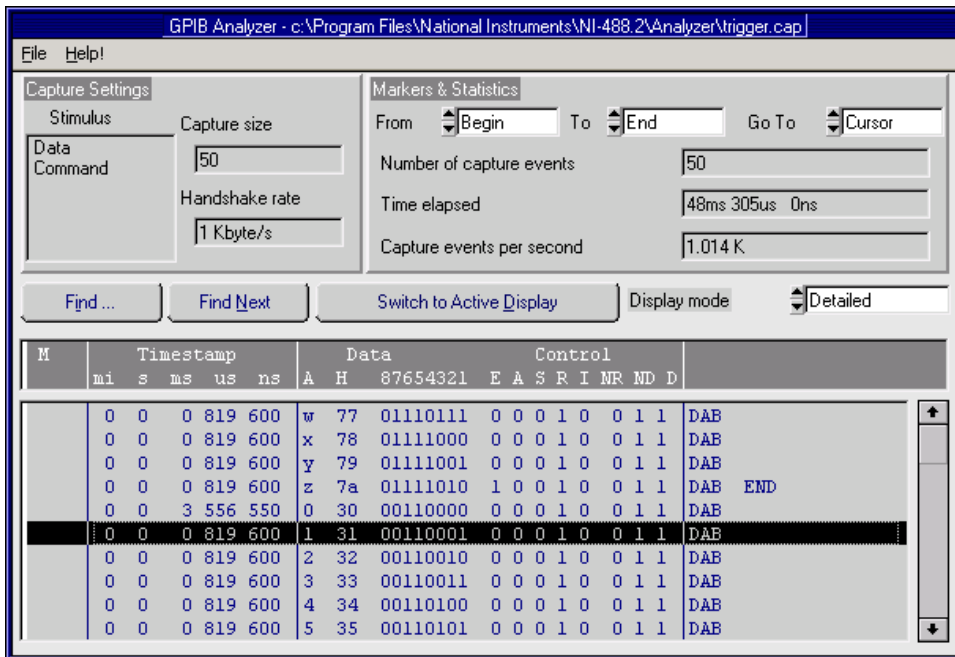 GPIB Analyzer - c:\Program Files\National Instruments\NI-488.2\Analyzer\trigger.cap
File Help!
Capture Settings
Stimulus
Data
Command
Capture size
50
Handshake rate
1 Kbyte/s
Markers & Statistics
From Begin To End Go To Cursor
Number of capture events 50
Time elapsed 48ms 305us 0ns
Capture events per second 1.014 K
Find ... Find Next Switch to Active Display Display mode Detailed
M Timestamp Data Control
mi s ms us ns A H 87654321 E A S R I NR ND D
0 0 0 819 600 w 77 01110111 0 0 0 1 0 0 1 1 DAB
0 0 0 819 600 x 78 01111000 0 0 0 1 0 0 1 1 DAB
0 0 0 819 600 y 79 01111001 0 0 0 1 0 0 1 1 DAB
0 0 0 819 600 z 7a 01111010 1 0 0 1 0 0 1 1 DAB END
0 0 3 556 550 0 30 00110000 0 0 0 1 0 0 1 1 DAB
0 0 0 819 600 1 31 00110001 0 0 0 1 0 0 1 1 DAB
0 0 0 819 600 2 32 00110010 0 0 0 1 0 0 1 1 DAB
0 0 0 819 600 3 33 00110011 0 0 0 1 0 0 1 1 DAB
0 0 0 819 600 4 34 00110100 0 0 0 1 0 0 1 1 DAB
0 0 0 819 600 5 35 00110101 0 0 0 1 0 0 1 1 DAB